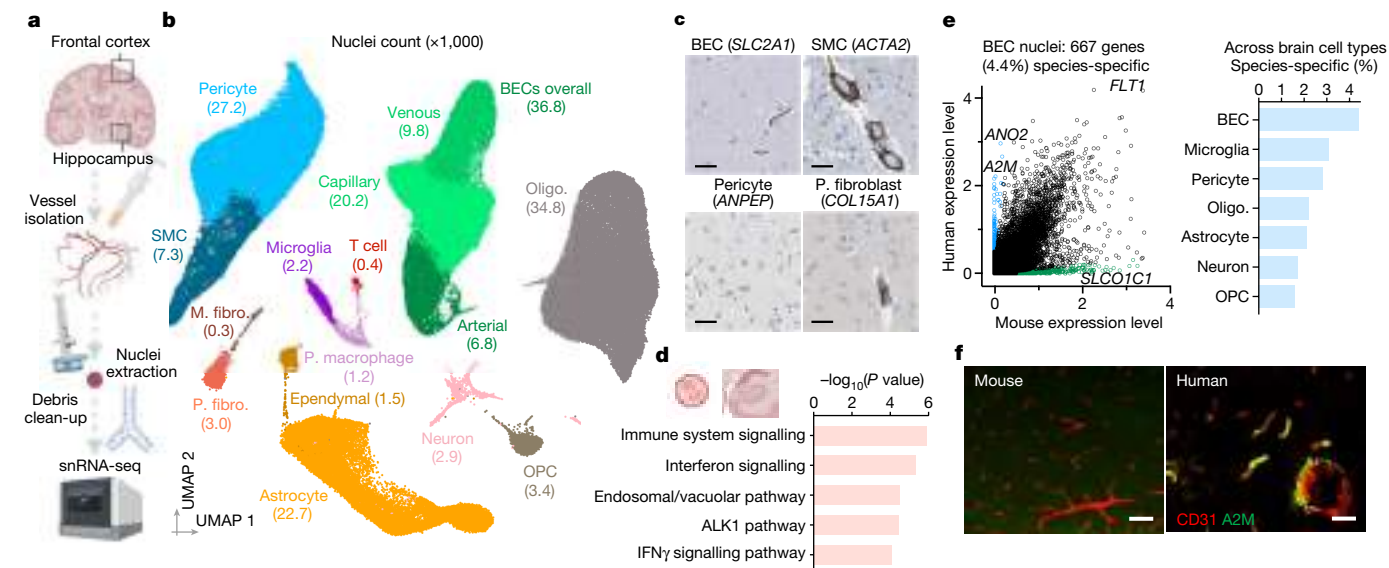 a
Frontal cortex
Hippocampus
Vessel
isolation
Nuclei
extraction
Debris
clean-up
snRNA-seq
b
Nuclei count (×1,000)
Pericyte
(27.2)
SMC
(7.3)
M. fibro.
(0.3)
P. fibro.
(3.0)
Microglia
(2.2)
T cell
(0.4)
P. macrophage
(1.2)
Ependymal (1.5)
Astrocyte
(22.7)
Venous
(9.8)
BECs overall
(36.8)
Capillary
(20.2)
Arterial
(6.8)
Oligo.
(34.8)
Neuron
(2.9)
OPC
(3.4)
UMAP 2
UMAP 1
c
BEC (SLC2A1)
SMC (ACTA2)
Pericyte
(ANPEP)
P. fibroblast
(COL15A1)
d
–log10(P value)
0 2 4 6
Immune system signalling
Interferon signalling
Endosomal/vacuolar pathway
ALK1 pathway
IFNγ signalling pathway
e
BEC nuclei: 667 genes
(4.4%) species-specific
FLT1
ANO2
A2M
SLCO1C1
Human expression level
4
2
0
0 2 4
Mouse expression level
Across brain cell types
Species-specific (%)
0 1 2 3 4
BEC
Microglia
Pericyte
Oligo.
Astrocyte
Neuron
OPC
f
Mouse
Human
CD31 A2M